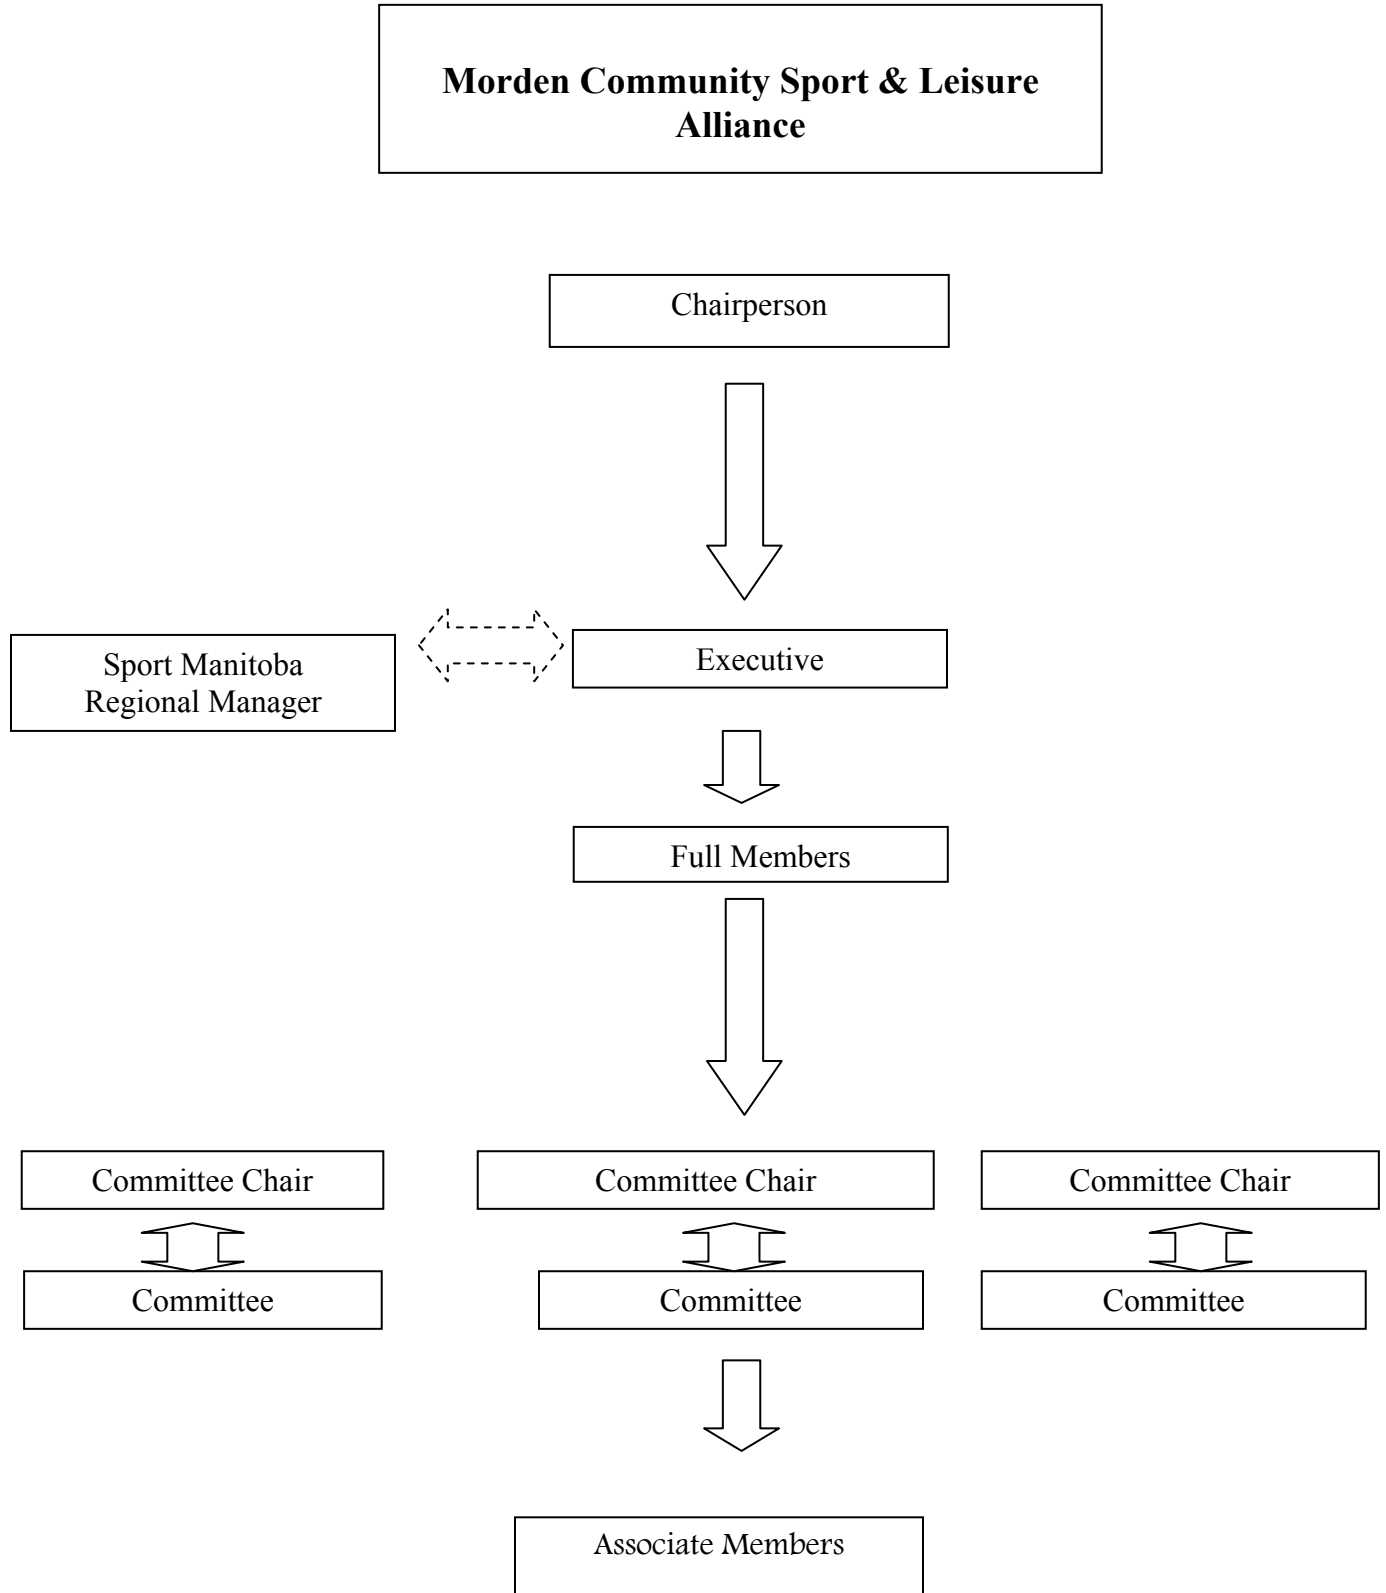 Morden Community Sport & Leisure
Alliance
Chairperson
Sport Manitoba
Regional Manager
Executive
Full Members
Committee Chair
Committee Chair
Committee Chair
Committee
Committee
Committee
Associate Members